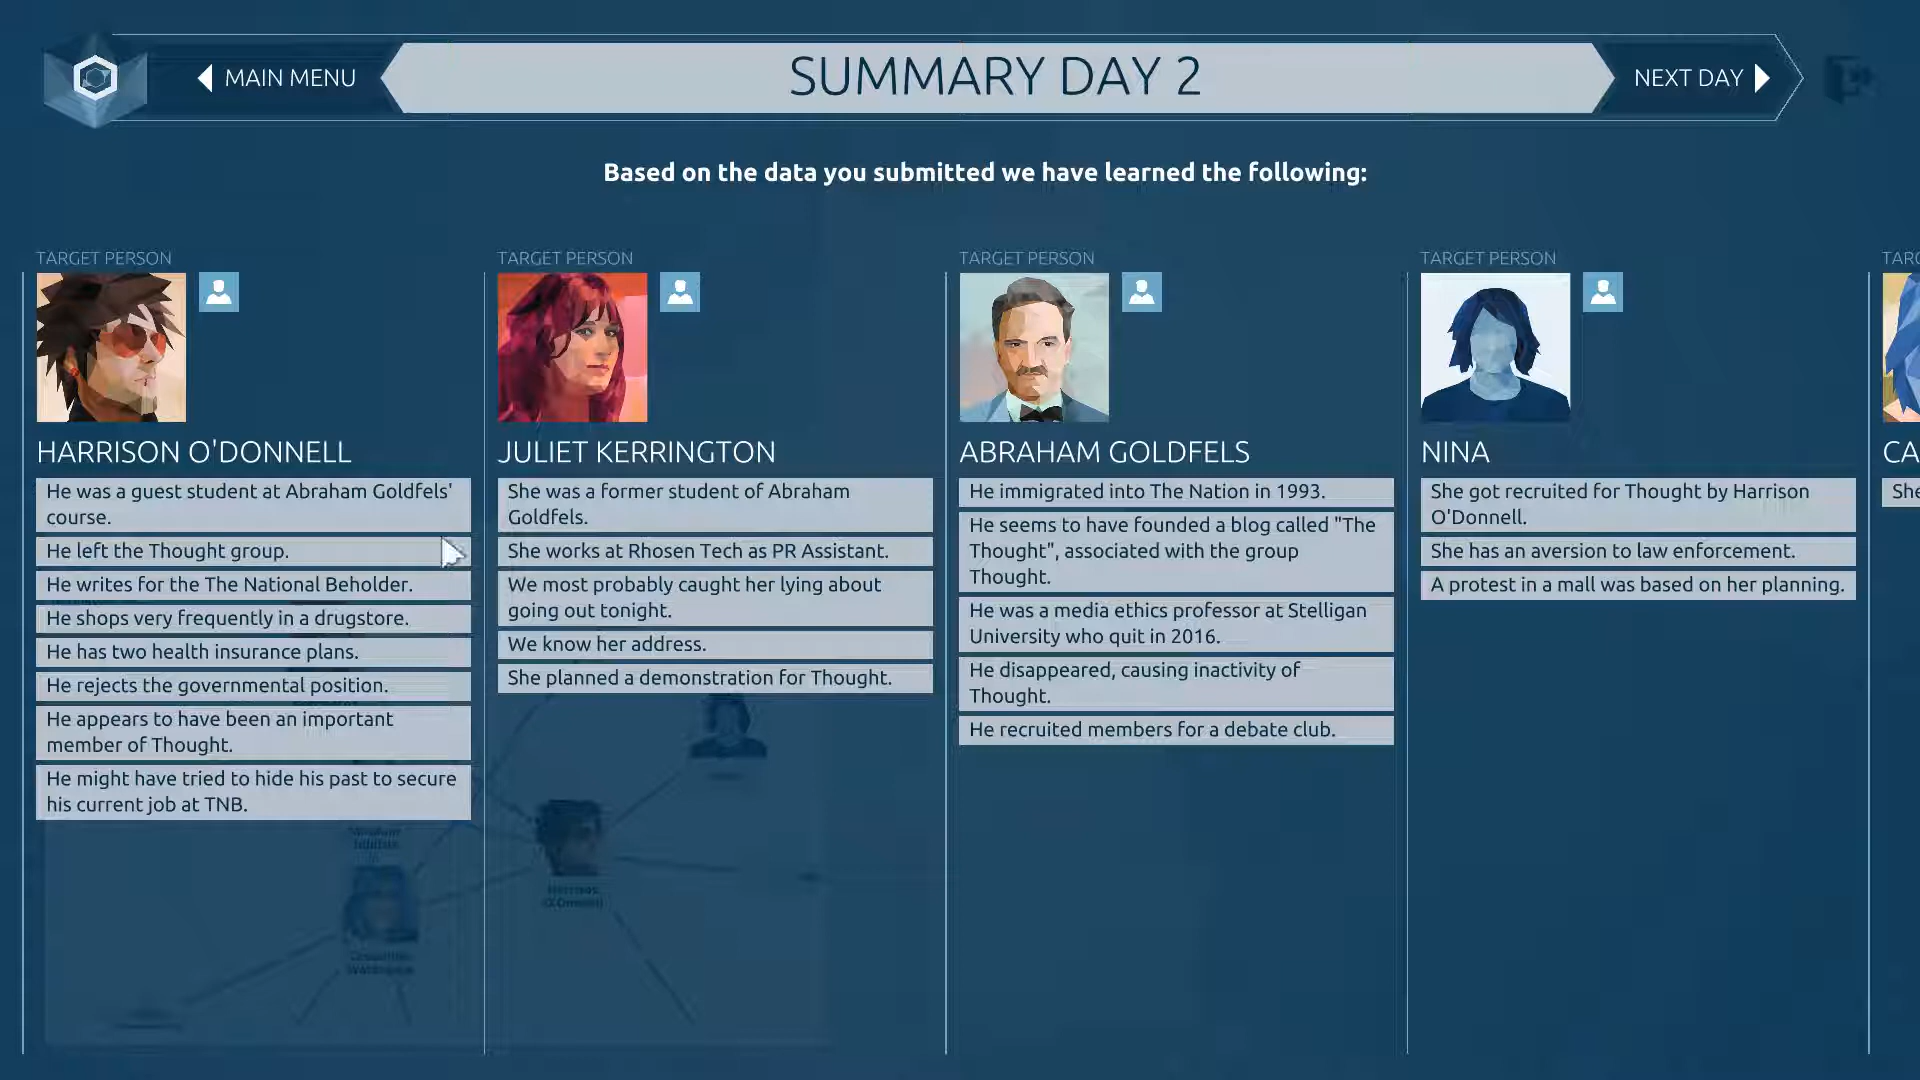 MAIN MENU
SUMMARY DAY 2
NEXT DAY
Based on the data you submitted we have learned the following:
TARGET PERSON
HARRISON O'DONNELL
He was a guest student at Abraham Goldfels'
course.
He left the Thought group.
He writes for the The National Beholder.
He shops very frequently in a drugstore.
He has two health insurance plans.
He rejects the governmental position.
He appears to have been an important
member of Thought.
He might have tried to hide his past to secure
his current job at TNB.
TARGET PERSON
JULIET KERRINGTON
She was a former student of Abraham
Goldfels.
She works at Rhosen Tech as PR Assistant.
We most probably caught her lying about
going out tonight.
We know her address.
She planned a demonstration for Thought.
TARGET PERSON
ABRAHAM GOLDFELS
He immigrated into The Nation in 1993.
He seems to have founded a blog called "The
Thought", associated with the group
Thought.
He was a media ethics professor at Stelligan
University who quit in 2016.
He disappeared, causing inactivity of
Thought.
He recruited members for a debate club.
TARGET PERSON
NINA
She got recruited for Thought by Harrison
O'Donnell.
She has an aversion to law enforcement.
A protest in a mall was based on her planning.
TARG
CA
She
Harrison
O'Donnell